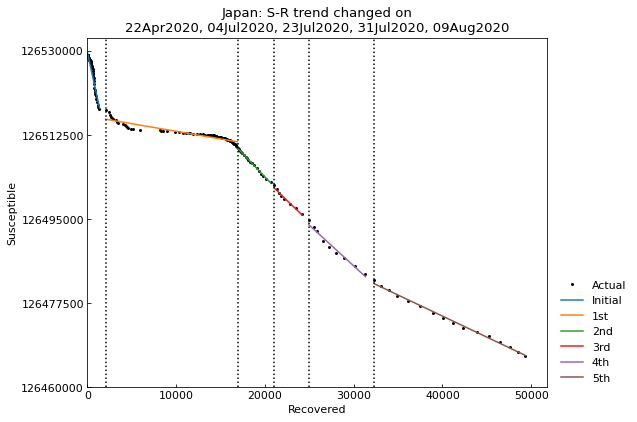 Japan: S-R trend changed on
22Apr2020, 04Jul2020, 23Jul2020, 31Jul2020, 09Aug2020
126530000
126512500
126495000
126477500
126460000
Susceptible
0
10000
20000
30000
40000
50000
Recovered
Actual
Initial
1st
2nd
3rd
4th
5th